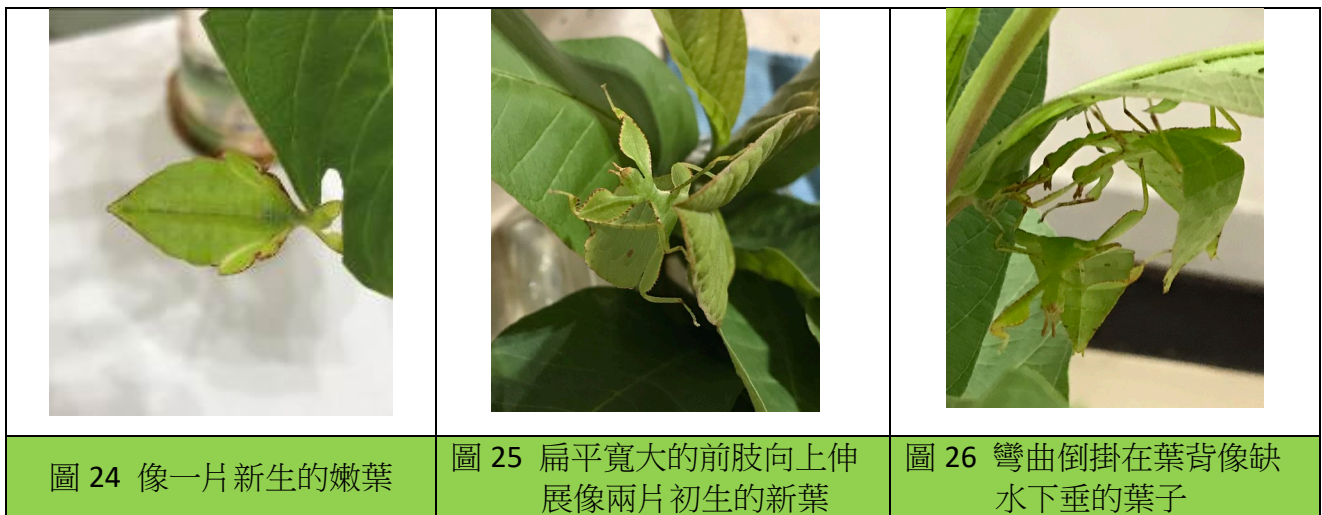 圖 24 像一片新生的嫩葉
圖 25 扁平寬大的前肢向上伸
展像兩片初生的新葉
圖 26 彎曲倒掛在葉背像缺
水下垂的葉子